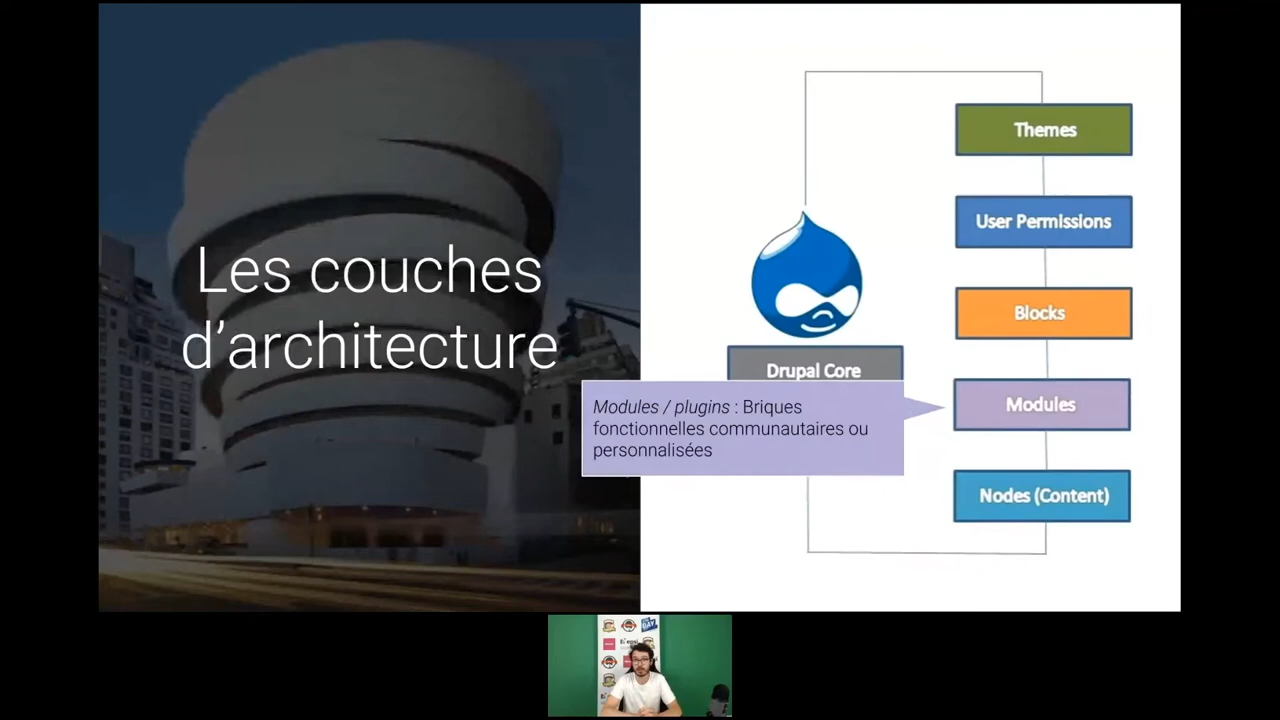 Les couches
d’architecture
Themes
User Permissions
Blocks
Drupal Core
Modules / plugins : Briques
fonctionnelles communautaires ou
personnalisées
Modules
Nodes (Content)
epsi